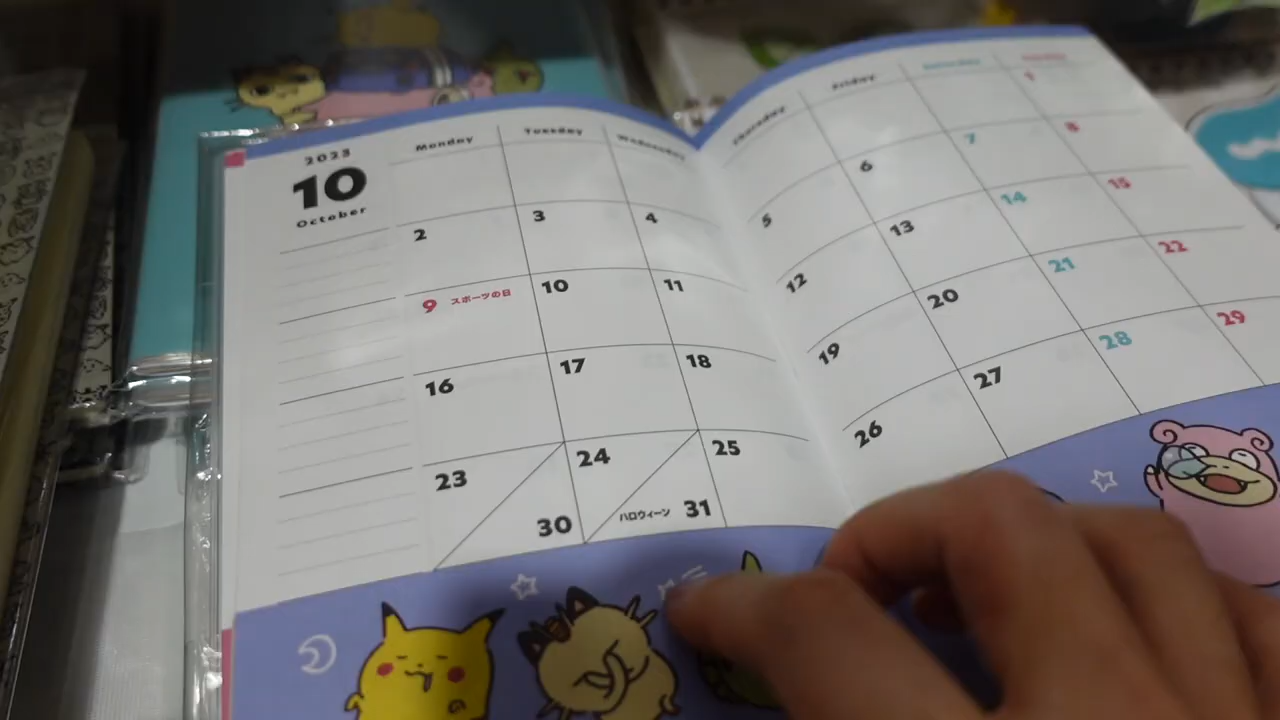 2023
10
October
Monday Tuesday Wednesday Thursday Friday Saturday Sunday
1
2 3 4 5 6 7 8
9 スポーツの日 10 11 12 13 14 15
16 17 18 19 20 21 22
23 24 25 26 27 28 29
30 ハロウィーン 31